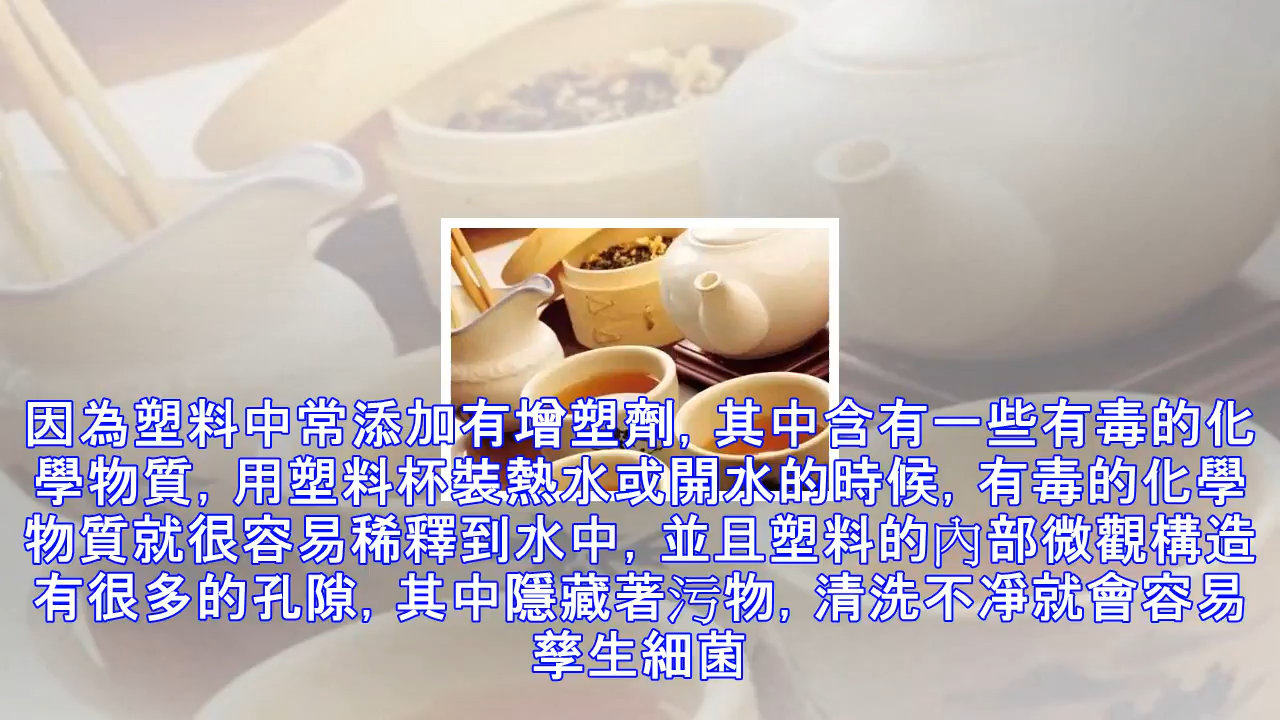 因為塑料中常添加有增塑劑, 其中含有一些有毒的化
學物質, 用塑料杯裝熱水或開水的時候, 有毒的化學
物質就很容易稀釋到水中, 並且塑料的內部微觀構造
有很多的孔隙, 其中隱藏著污物, 清洗不凈就會容易
孳生細菌